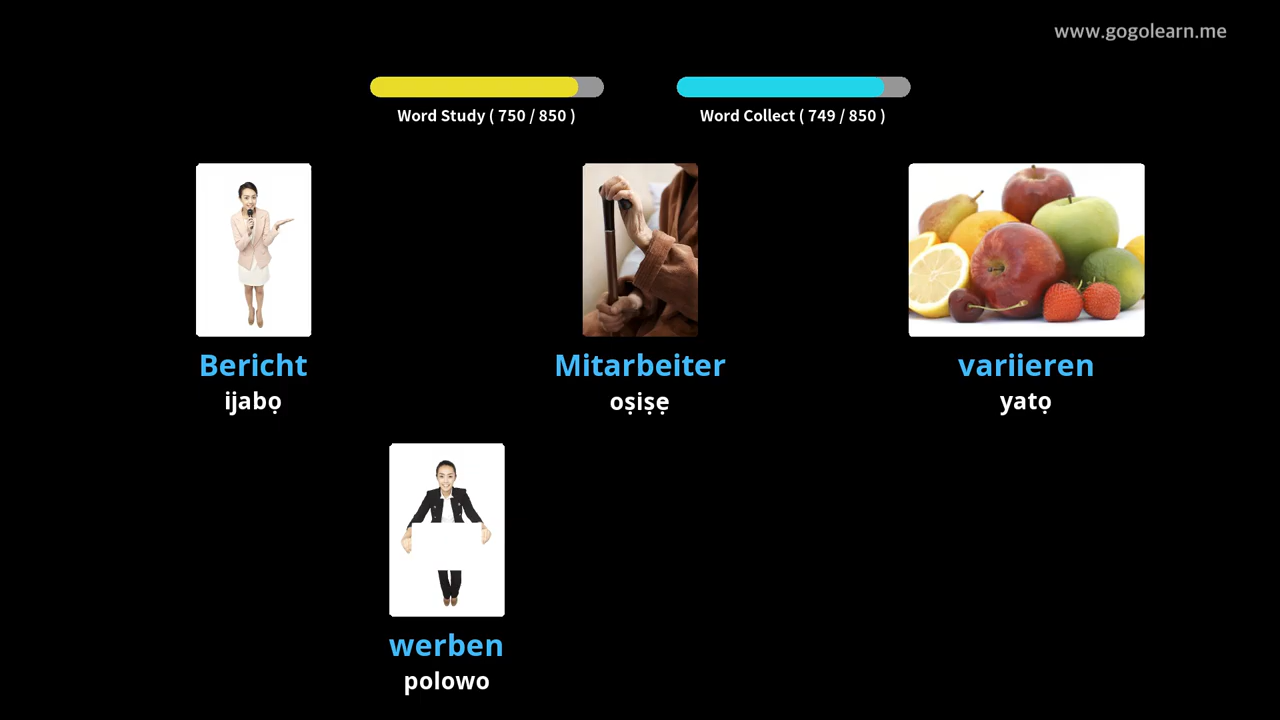 www.gogolearn.me
Word Study ( 750 / 850 )
Word Collect ( 749 / 850 )
Bericht
ijabọ
Mitarbeiter
oṣiṣẹ
variieren
yatọ
werben
polowo